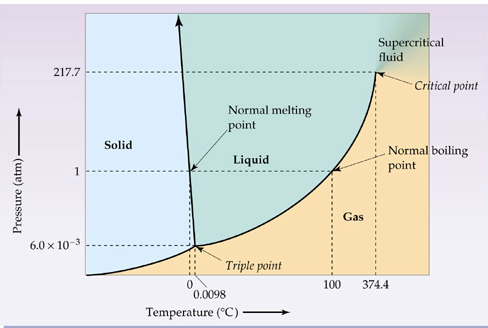 Supercritical
fluid
217.7
Critical point
Normal melting
point
Solid
Liquid
Normal boiling
point
1
Pressure (atm)
Gas
6.0 × 10⁻³
Triple point
0
0.0098
100
374.4
Temperature (°C)